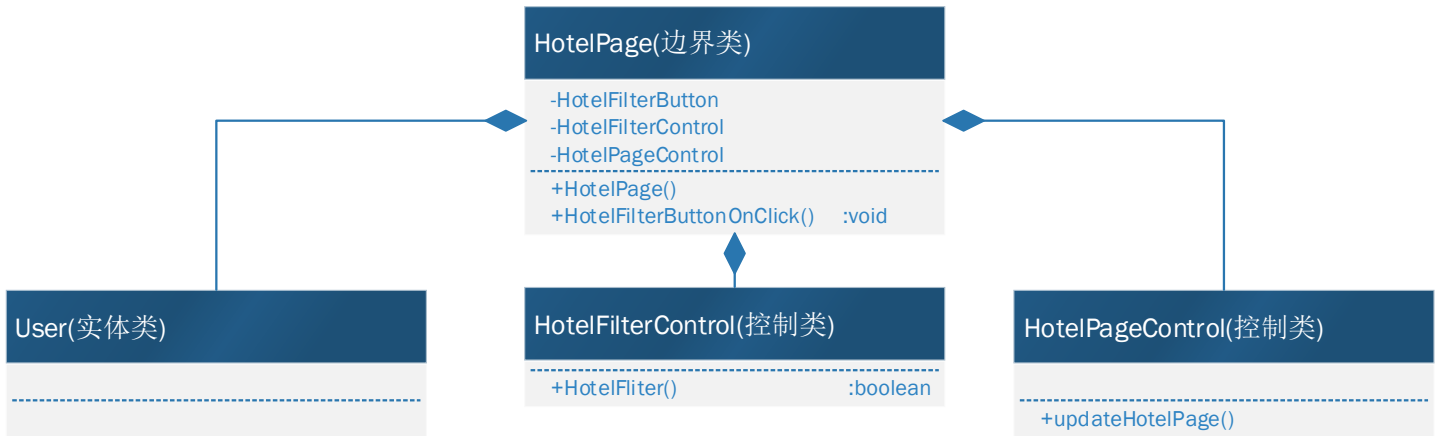 HotelPage(边界类)
-HotelFilterButton
-HotelFilterControl
-HotelPageControl
+HotelPage()
+HotelFilterButtonOnClick() :void
User(实体类)
HotelFilterControl(控制类)
+HotelFliter() :boolean
HotelPageControl(控制类)
+updateHotelPage()